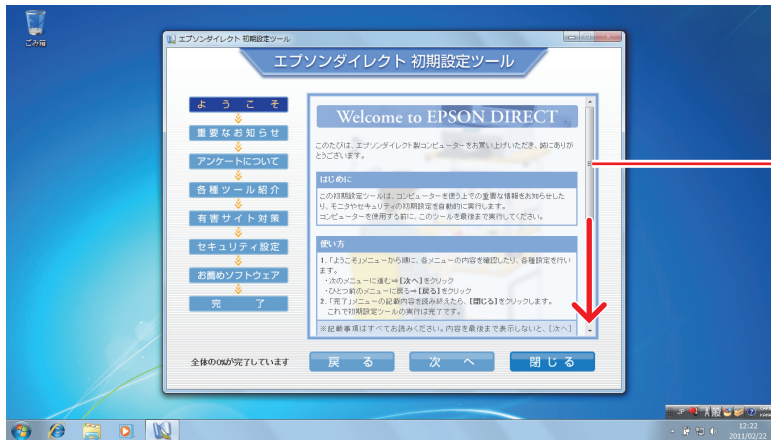 ごみ箱
エプソンダイレクト 初期設定ツール
エプソンダイレクト 初期設定ツール
ようこそ
重要なお知らせ
アンケートについて
各種ツール紹介
有害サイト対策
セキュリティ設定
お薦めソフトウェア
完了
Welcome to EPSON DIRECT
このたびは、エプソンダイレクト製コンピューターをお買い上げいただき、誠にありが
とうございます。
はじめに
この初期設定ツールは、コンピューターを使う上での重要な情報をお知らせした
り、モニタやセキュリティの初期設定を自動的に実行します。
コンピューターを使用する前に、このツールを最後まで実行してください。
使い方
1.「ようこそ」メニューから順に、各メニューの内容を確認したり、各種設定を行い
ます。
・次のメニューに進む⇒【次へ】をクリック
・ひとつ前のメニューに戻る⇒【戻る】をクリック
2.「完了」メニューの記載内容を読み終えたら、【閉じる】をクリックします。
これで初期設定ツールの実行は完了です。
※記載事項はすべてお読みください。内容を最後まで表示しないと、【次へ】
全体の0%が完了しています
戻る
次へ
閉じる
JP
12:22
2011/02/22